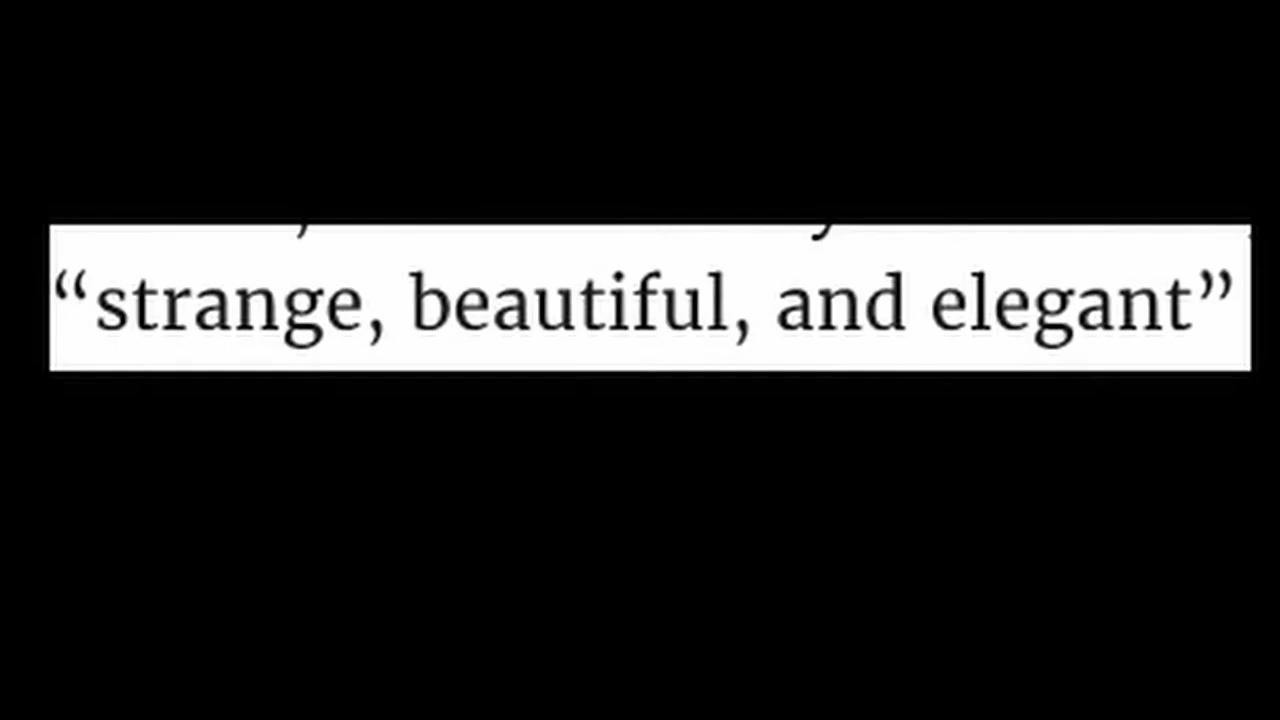 “strange, beautiful, and elegant”